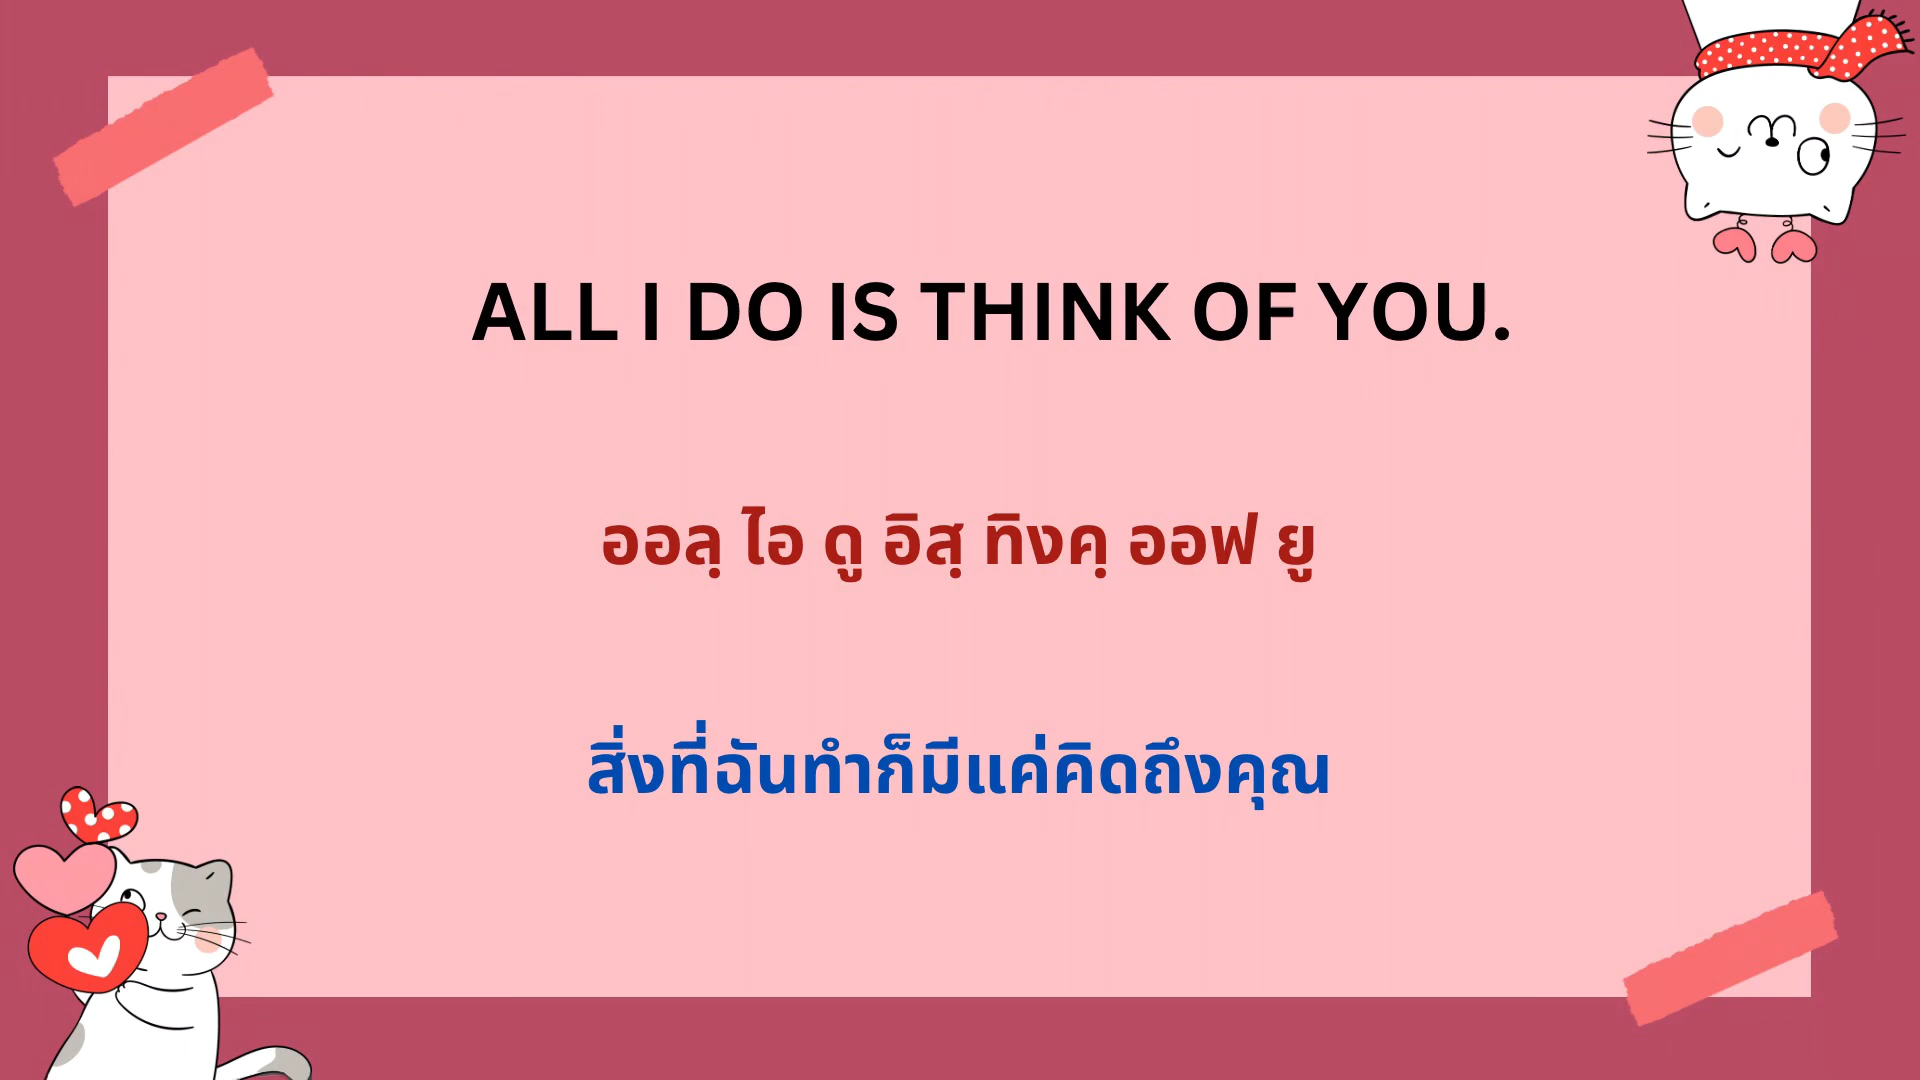 ALL I DO IS THINK OF YOU.
ออลฺ ไอ ดู อิสฺ ทิงคฺ ออฟ ยู
สิ่งที่ฉันทำก็มีแค่คิดถึงคุณ